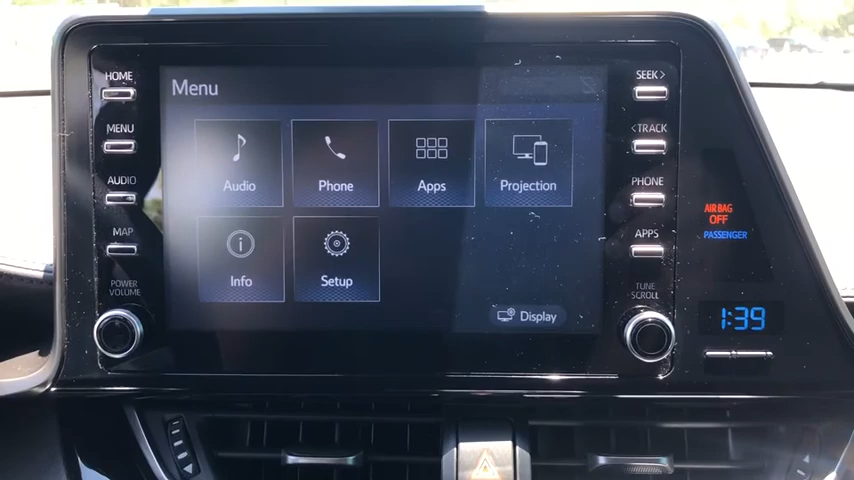 HOME
MENU
AUDIO
MAP
POWER
VOLUME
Menu
Audio
Phone
Apps
Projection
Info
Setup
Display
SEEK >
< TRACK
PHONE
APPS
TUNE
SCROLL
AIR BAG
OFF
PASSENGER
1:39